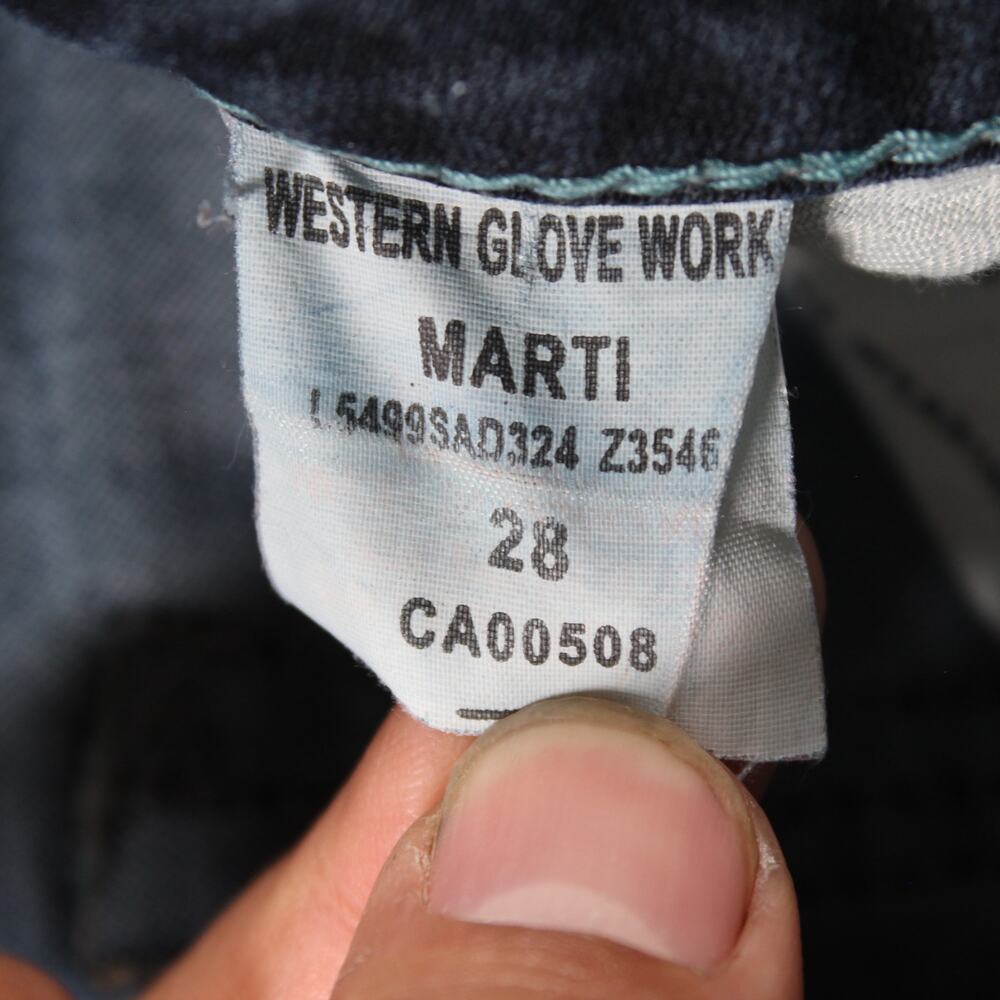 WESTERN GLOVE WORK
MARTI
L5499SAD324 Z3546
28
CA00508